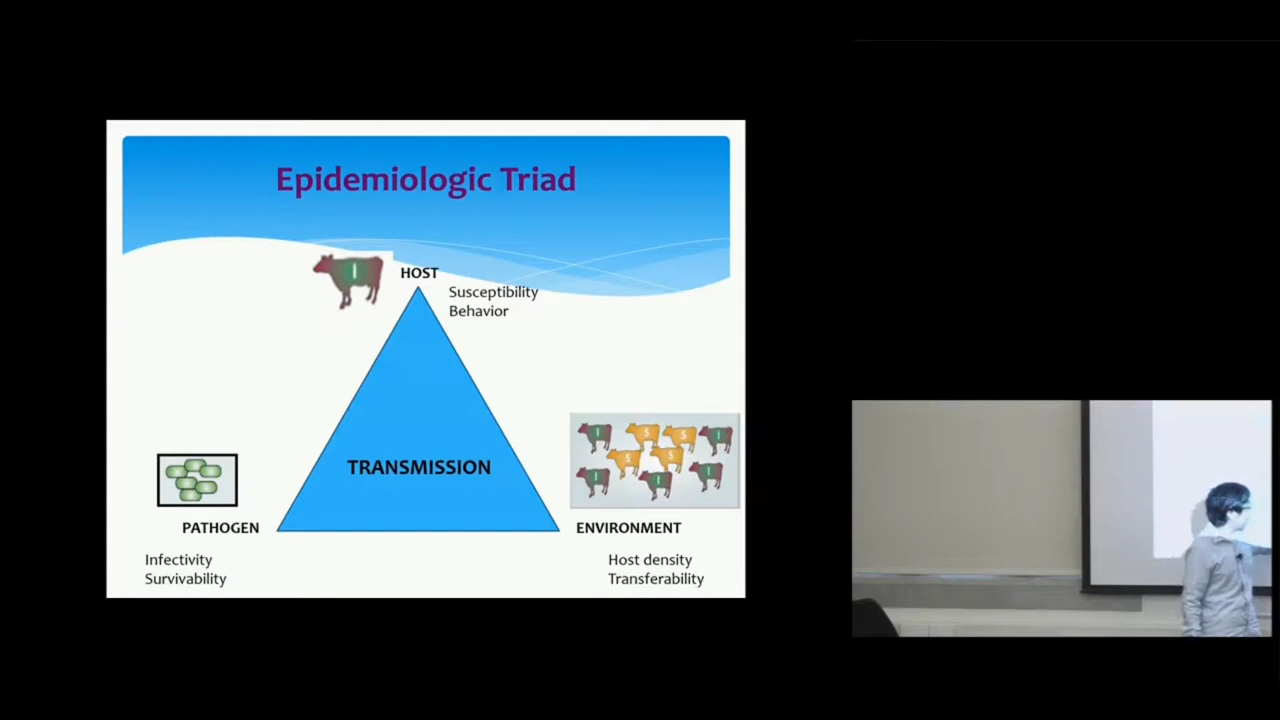 Epidemiologic Triad
I
HOST
Susceptibility
Behavior
TRANSMISSION
I S S I
S S
I I I
PATHOGEN
ENVIRONMENT
Infectivity
Survivability
Host density
Transferability